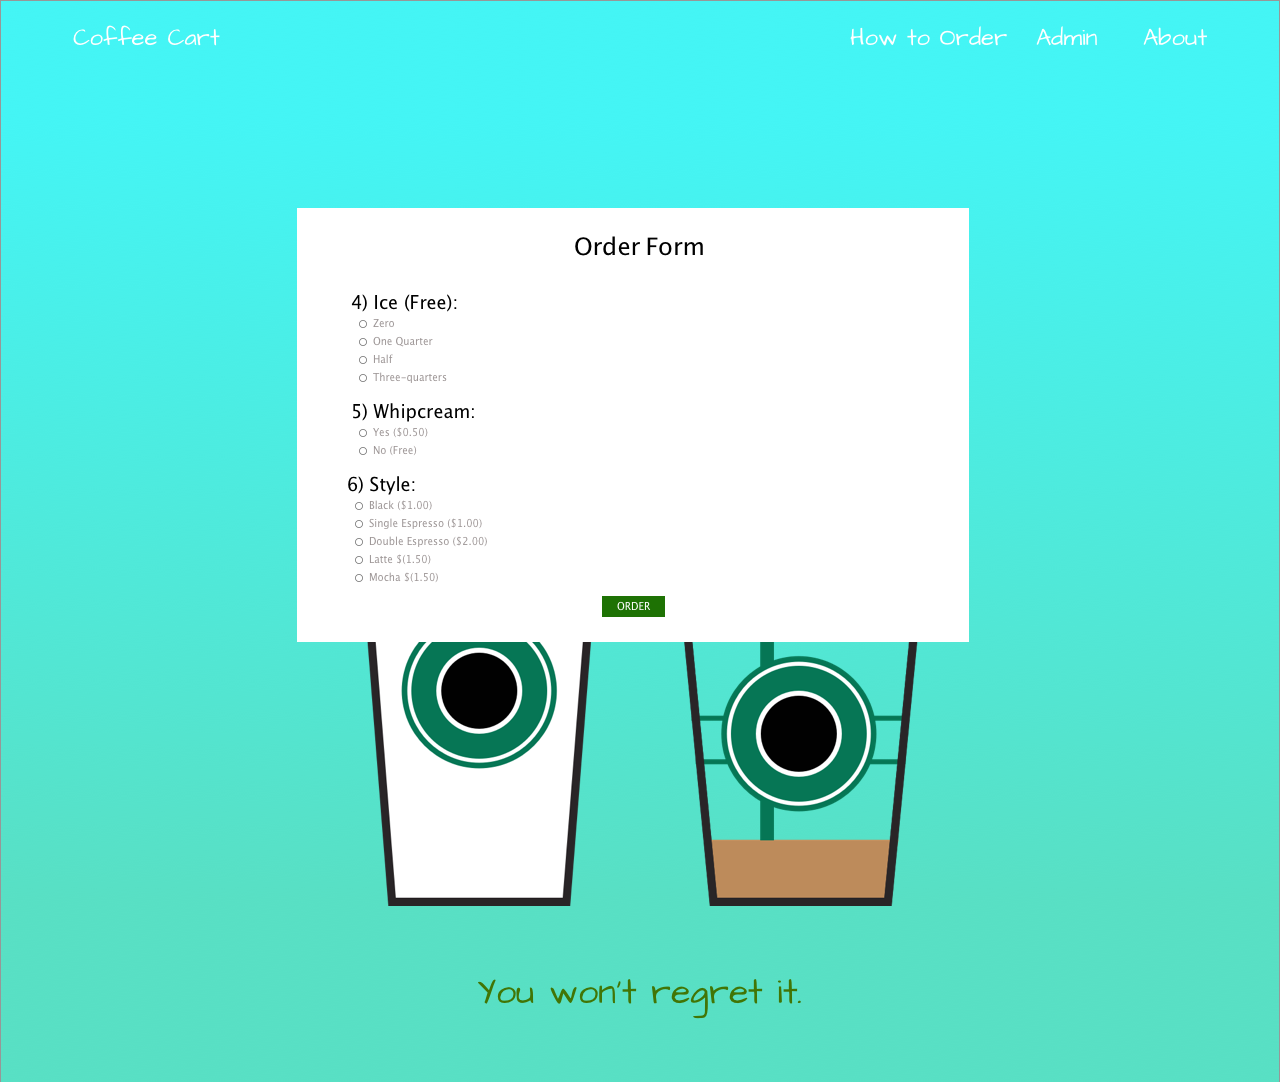 Coffee Cart
How to Order
Admin
About
Order Form
4) Ice (Free):
Zero
One Quarter
Half
Three-quarters
5) Whipcream:
Yes ($0.50)
No (Free)
6) Style:
Black ($1.00)
Single Espresso ($1.00)
Double Espresso ($2.00)
Latte $(1.50)
Mocha $(1.50)
ORDER
You won't regret it.